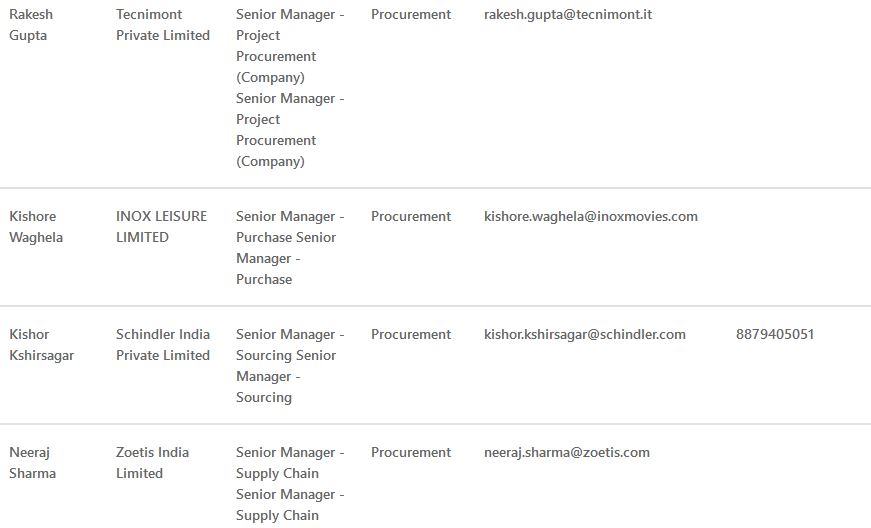 Rakesh Gupta
Tecnimont Private Limited
Senior Manager -
Project
Procurement
(Company)
Senior Manager -
Project
Procurement
(Company)
Procurement
rakesh.gupta@tecnimont.it
Kishore Waghela
INOX LEISURE LIMITED
Senior Manager -
Purchase Senior
Manager -
Purchase
Procurement
kishore.waghela@inoxmovies.com
Kishor Kshirsagar
Schindler India Private Limited
Senior Manager -
Sourcing Senior
Manager -
Sourcing
Procurement
kishor.kshirsagar@schindler.com
8879405051
Neeraj Sharma
Zoetis India Limited
Senior Manager -
Supply Chain
Senior Manager -
Supply Chain
Procurement
neeraj.sharma@zoetis.com